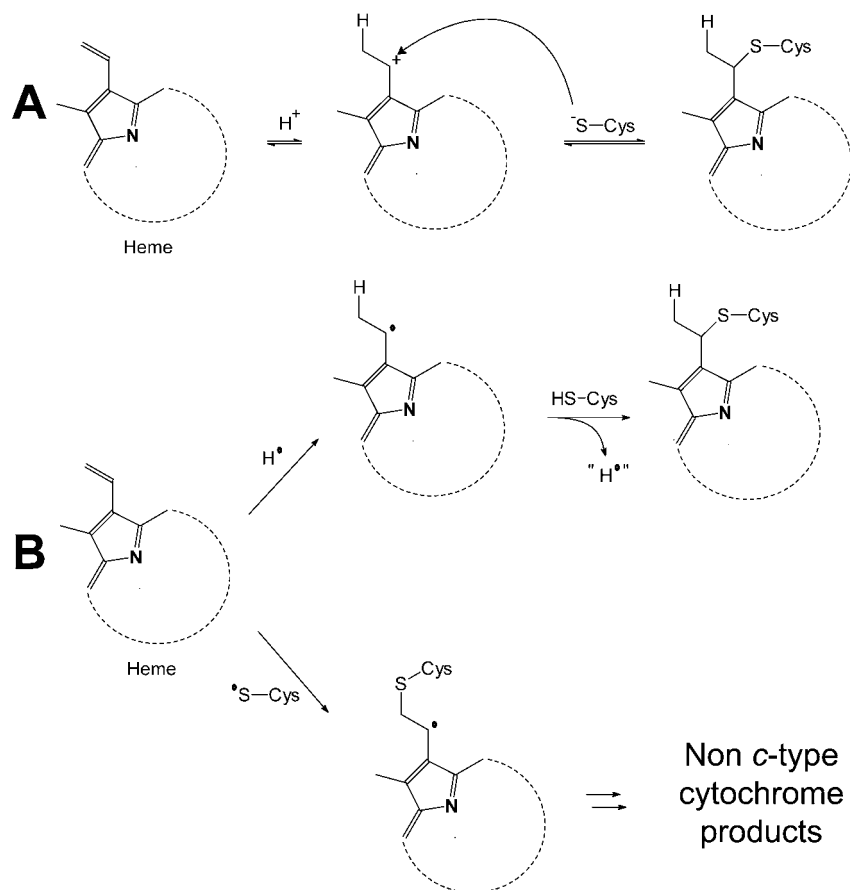 H
H
S—Cys
A
+
N
H+
N
⁻S—Cys
N
Heme
H
H
S—Cys
•
N
HS—Cys
N
H•
" H• "
B
N
Heme
•S—Cys
S—Cys
•
N
Non c-type
cytochrome
products